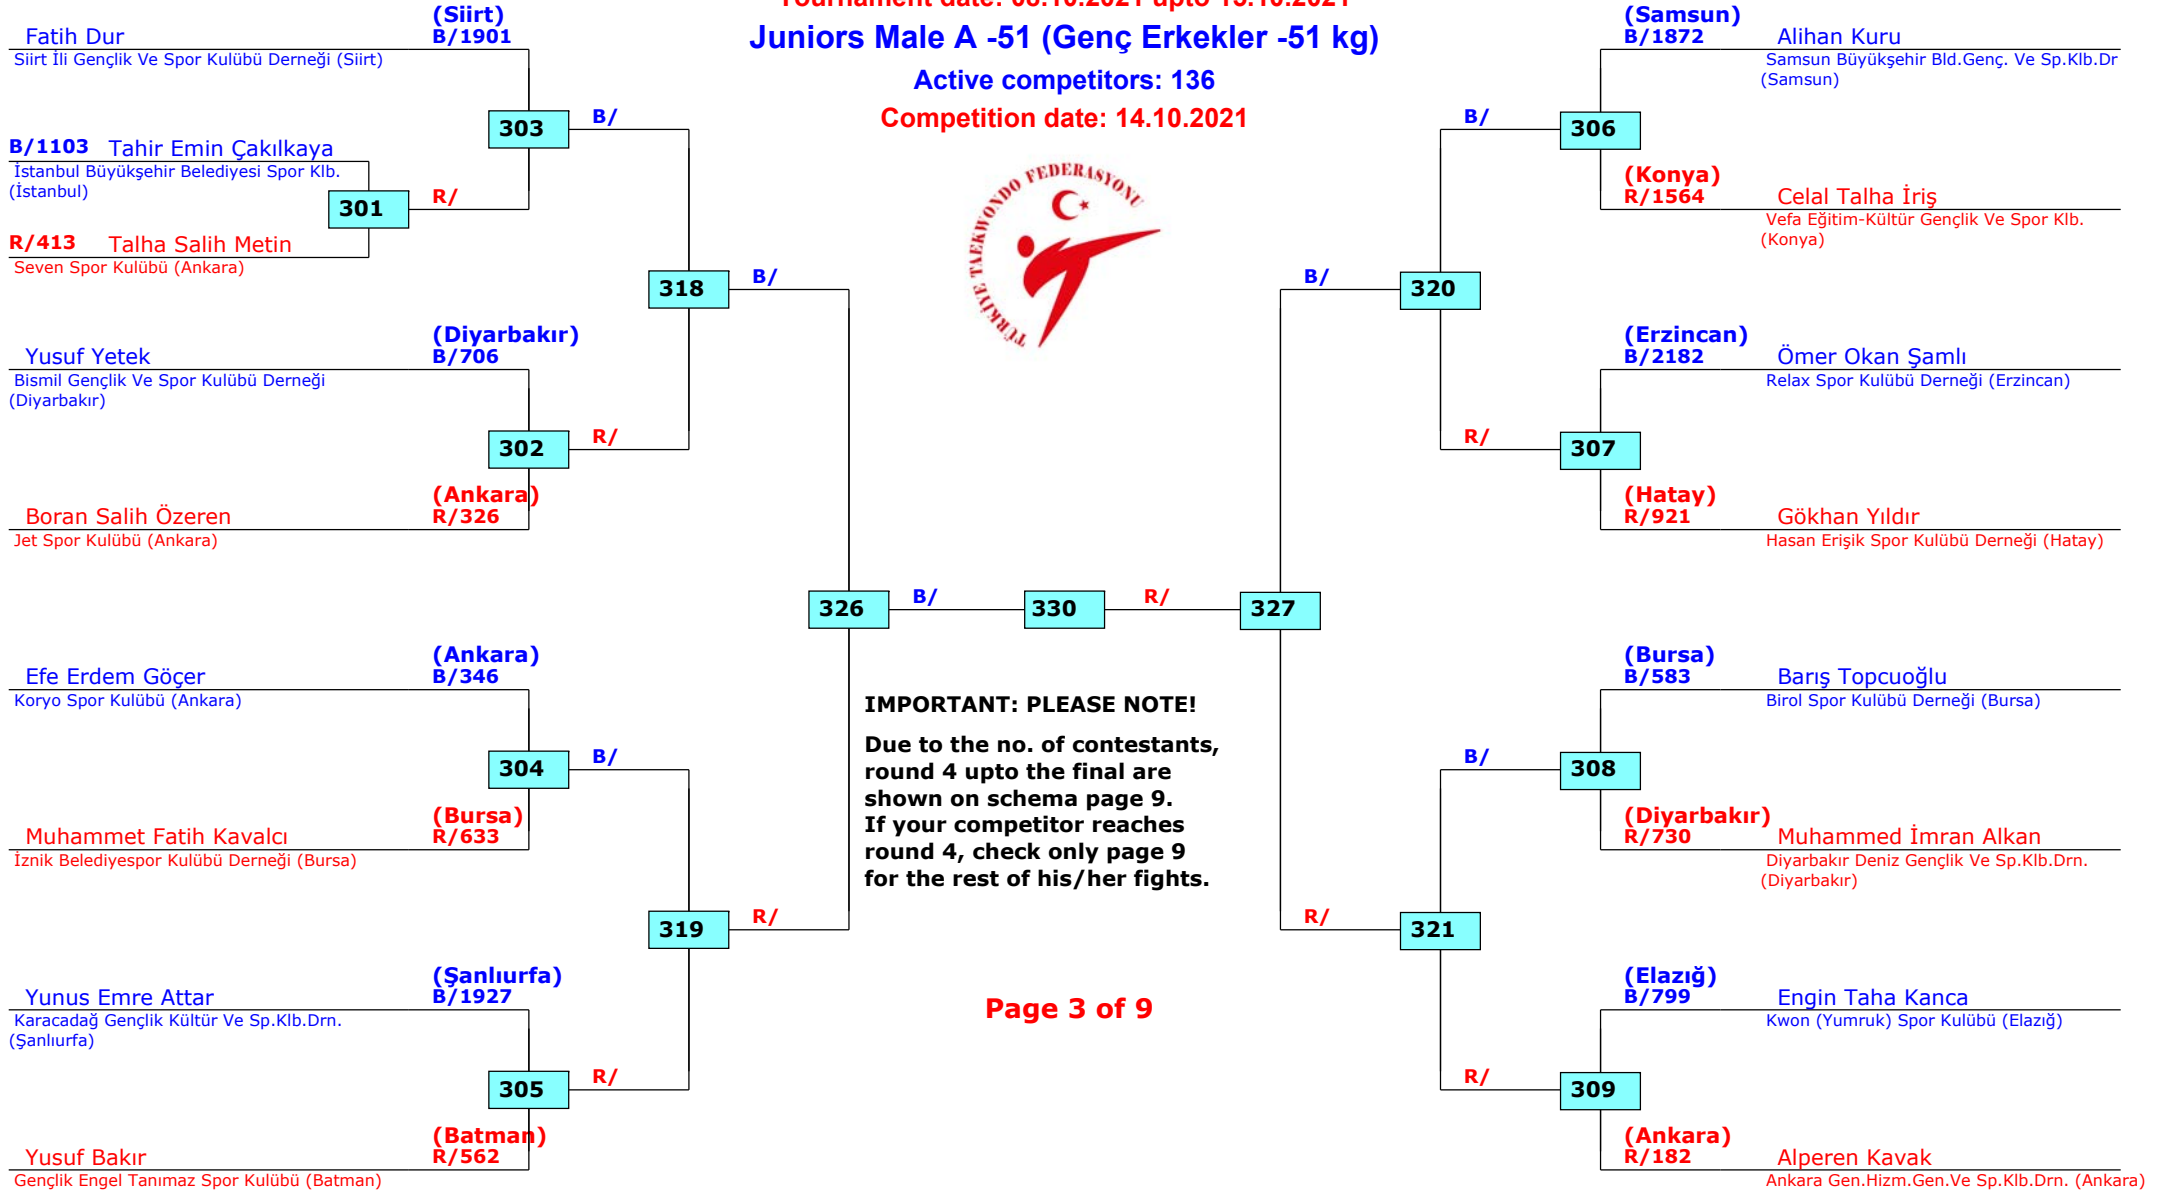 Tournament date: 08.10.2021 upto 15.10.2021
Juniors Male A -51 (Genç Erkekler -51 kg)
Active competitors: 136
Competition date: 14.10.2021
TÜRKİYE TAEKWONDO FEDERASYONU
(Siirt)
Fatih Dur B/1901
Siirt İli Gençlik Ve Spor Kulübü Derneği (Siirt)
303 B/
B/1103 Tahir Emin Çakılkaya
İstanbul Büyükşehir Belediyesi Spor Klb.
(İstanbul)
301 R/
R/413 Talha Salih Metin
Seven Spor Kulübü (Ankara)
318 B/
(Diyarbakır)
Yusuf Yetek B/706
Bismil Gençlik Ve Spor Kulübü Derneği
(Diyarbakır)
302 R/
(Ankara)
Boran Salih Özeren R/326
Jet Spor Kulübü (Ankara)
326 B/ 330 R/ 327
(Ankara)
Efe Erdem Göçer B/346
Koryo Spor Kulübü (Ankara)
304 B/
(Bursa)
Muhammet Fatih Kavalcı R/633
İznik Belediyespor Kulübü Derneği (Bursa)
319 R/
(Şanlıurfa)
Yunus Emre Attar B/1927
Karacadağ Gençlik Kültür Ve Sp.Klb.Drn.
(Şanlıurfa)
305 R/
(Batman)
Yusuf Bakır R/562
Gençlik Engel Tanımaz Spor Kulübü (Batman)
IMPORTANT: PLEASE NOTE!
Due to the no. of contestants,
round 4 upto the final are
shown on schema page 9.
If your competitor reaches
round 4, check only page 9
for the rest of his/her fights.
Page 3 of 9
(Samsun)
B/1872 Alihan Kuru
Samsun Büyükşehir Bld.Genç. Ve Sp.Klb.Dr
(Samsun)
B/ 306
(Konya)
R/1564 Celal Talha İriş
Vefa Eğitim-Kültür Gençlik Ve Spor Klb.
(Konya)
B/ 320
(Erzincan)
B/2182 Ömer Okan Şamlı
Relax Spor Kulübü Derneği (Erzincan)
R/ 307
(Hatay)
R/921 Gökhan Yıldır
Hasan Erişik Spor Kulübü Derneği (Hatay)
(Bursa)
B/583 Barış Topcuoğlu
Birol Spor Kulübü Derneği (Bursa)
B/ 308
(Diyarbakır)
R/730 Muhammed İmran Alkan
Diyarbakır Deniz Gençlik Ve Sp.Klb.Drn.
(Diyarbakır)
R/ 321
(Elazığ)
B/799 Engin Taha Kanca
Kwon (Yumruk) Spor Kulübü (Elazığ)
R/ 309
(Ankara)
R/182 Alperen Kavak
Ankara Gen.Hizm.Gen.Ve Sp.Klb.Drn. (Ankara)